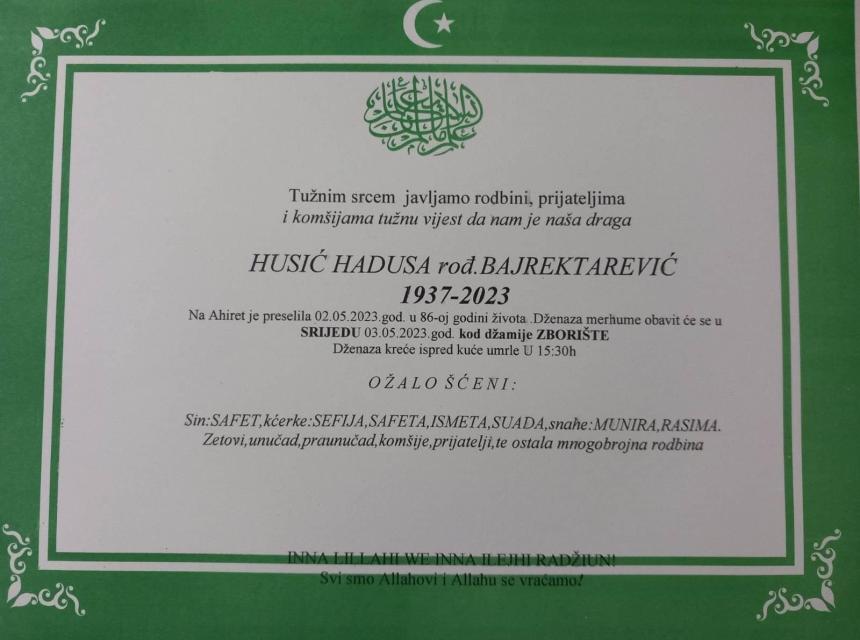 Tužnim srcem javljamo rodbini, prijateljima
i komšijama tužnu vijest da nam je naša draga
HUSIĆ HADUSA rođ.BAJREKTAREVIĆ
1937-2023
Na Ahiret je preselila 02.05.2023.god. u 86-oj godini života .Dženaza merhume obavit će se u
SRIJEDU 03.05.2023.god. kod džamije ZBORIŠTE
Dženaza kreće ispred kuće umrle U 15:30h
OŽALO ŠĆENI:
Sin:SAFET,kćerke:SEFIJA,SAFETA,ISMETA,SUADA,snahe:MUNIRA,RASIMA.
Zetovi,unučad,praunučad,komšije,prijatelji,te ostala mnogobrojna rodbina
INNA LILLAHI WE INNA ILEJHI RADŽIUN!
Svi smo Allahovi i Allahu se vraćamo!